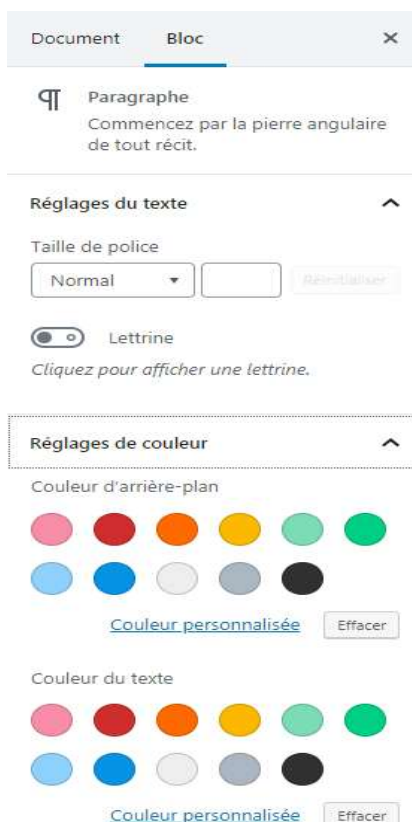 Document Bloc ×
¶ Paragraphe
Commencez par la pierre angulaire
de tout récit.
Réglages du texte
Taille de police
Normal Réinitialiser
Lettrine
Cliquez pour afficher une lettrine.
Réglages de couleur
Couleur d'arrière-plan
Couleur personnalisée Effacer
Couleur du texte
Couleur personnalisée Effacer